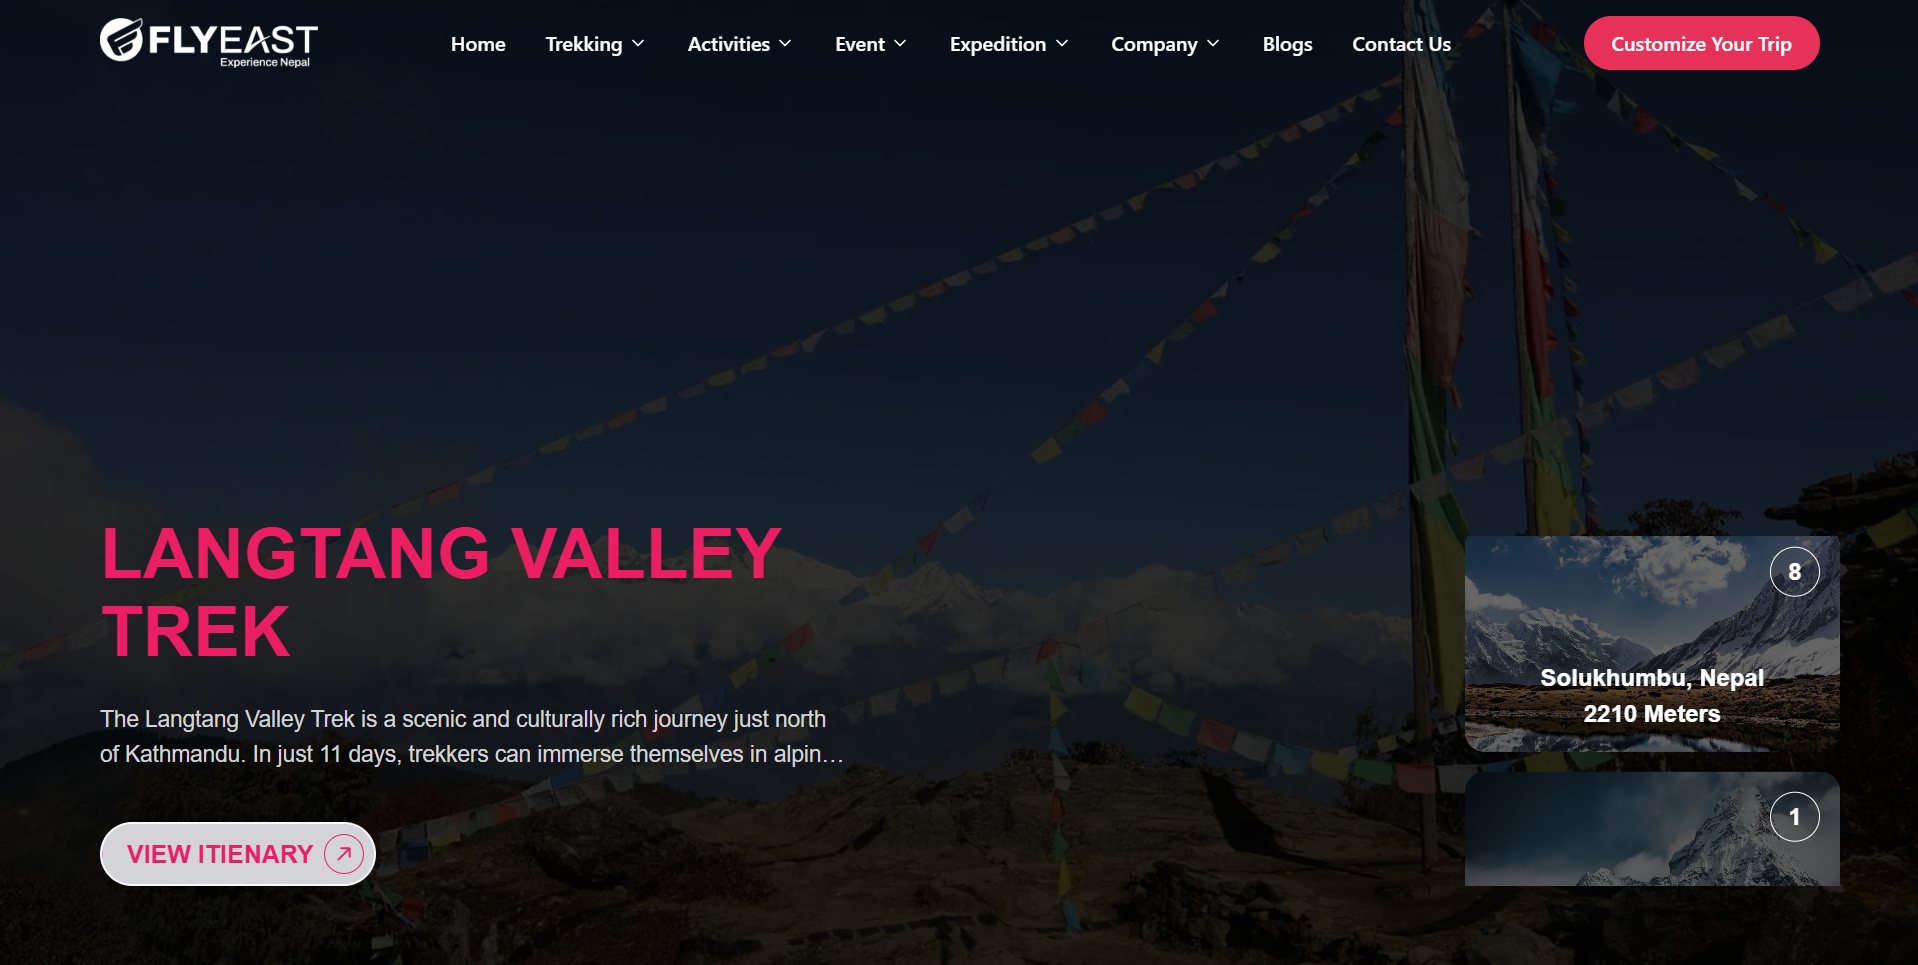 FLYEAST
Experience Nepal
Home
Trekking
Activities
Event
Expedition
Company
Blogs
Contact Us
Customize Your Trip
LANGTANG VALLEY
TREK
The Langtang Valley Trek is a scenic and culturally rich journey just north
of Kathmandu. In just 11 days, trekkers can immerse themselves in alpin…
VIEW ITIENARY
8
Solukhumbu, Nepal
2210 Meters
1